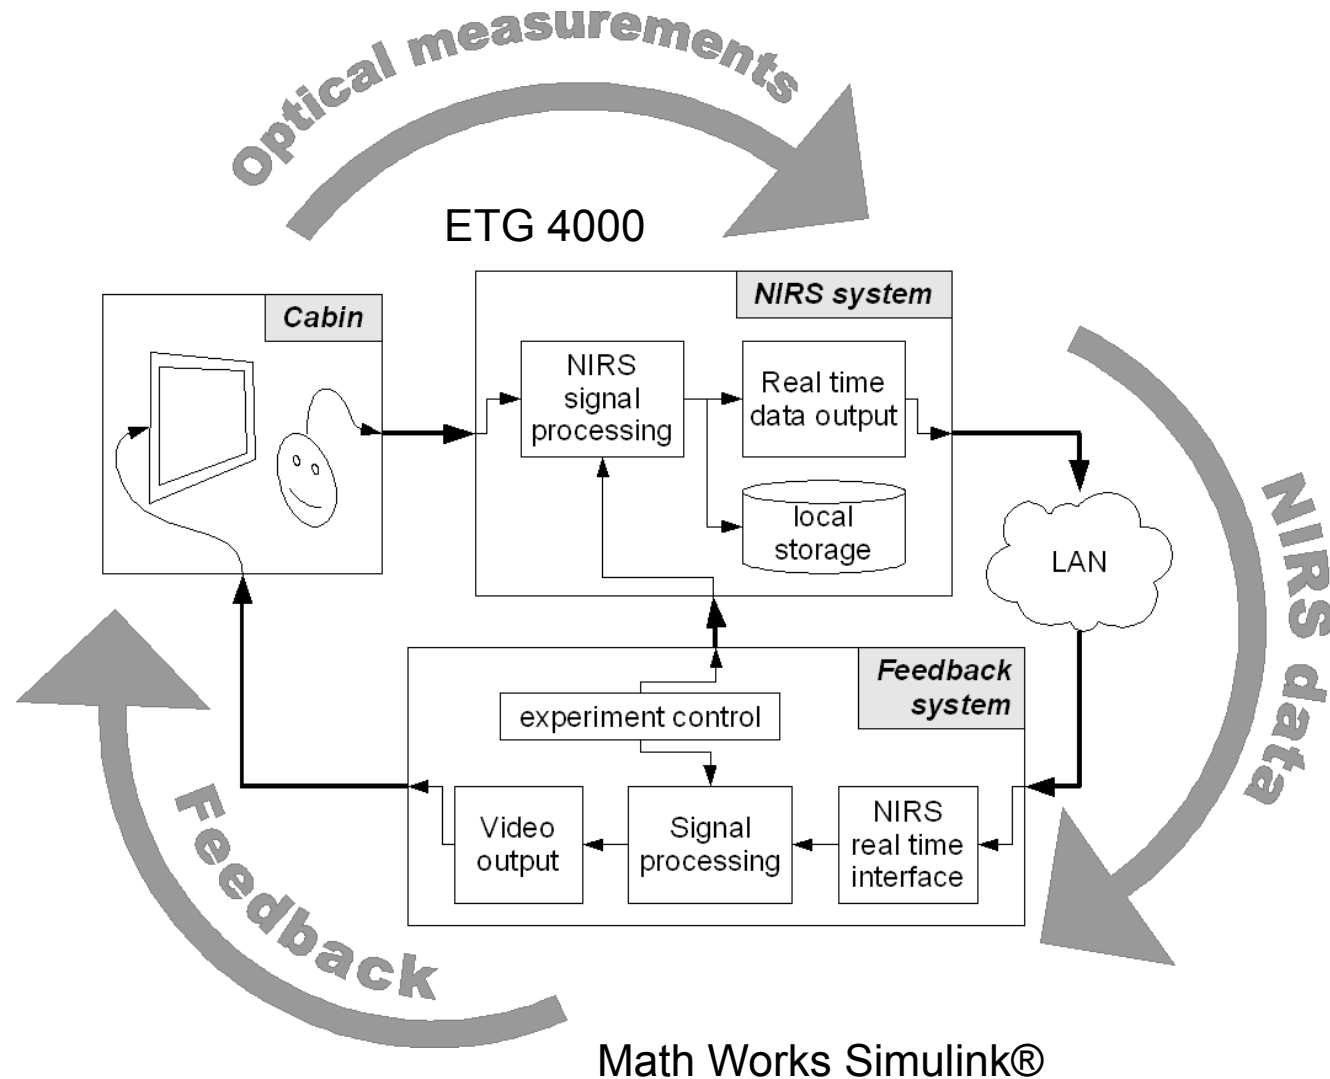 Optical measurements
ETG 4000
Cabin
NIRS system
NIRS
signal
processing
Real time
data output
local
storage
LAN
NIRS data
Feedback
system
experiment control
Video
output
Signal
processing
NIRS
real time
interface
Feedback
Math Works Simulink®